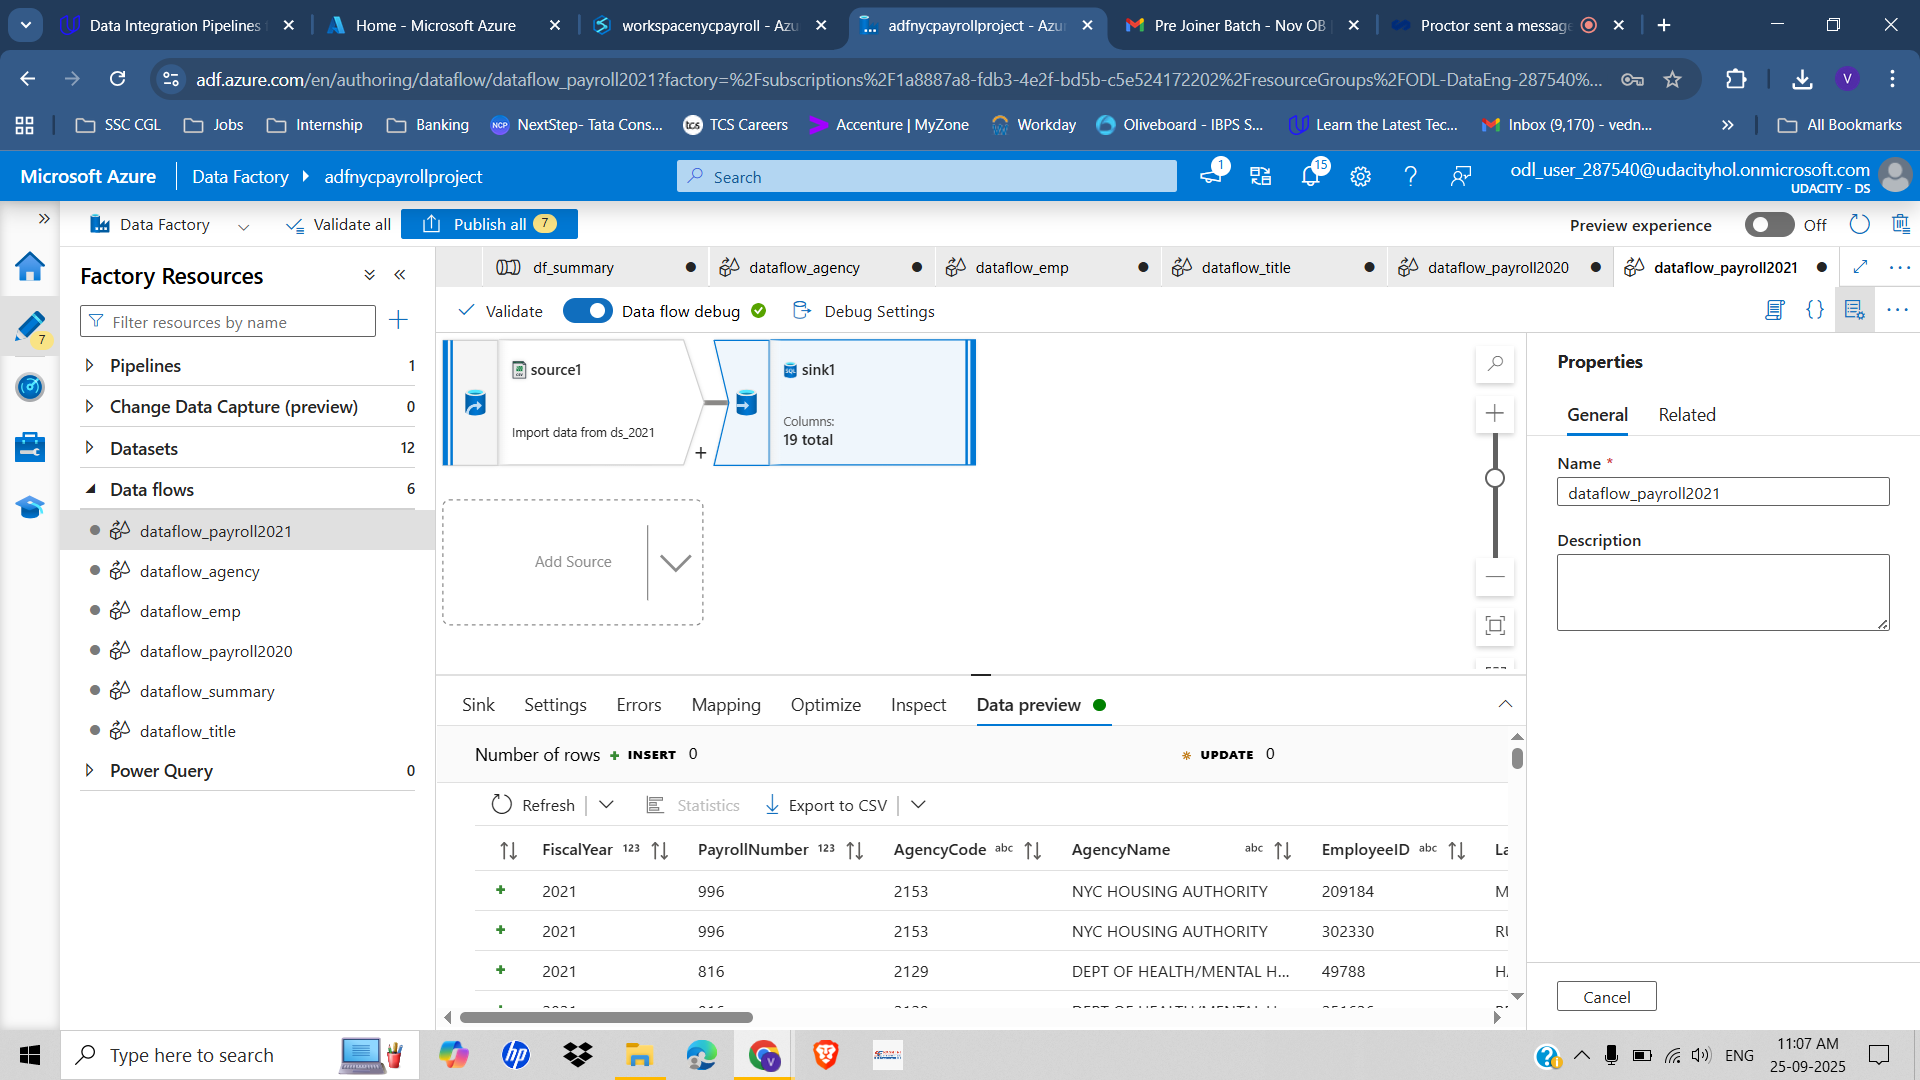 Data Integration Pipelines f
Home - Microsoft Azure
workspacenycpayroll - Azu
adfnycpayrollproject - Azu
Pre Joiner Batch - Nov OB
Proctor sent a message
adf.azure.com/en/authoring/dataflow/dataflow_payroll2021?factory=%2Fsubscriptions%2F1a8887a8-fdb3-4e2f-bd5b-c5e524172202%2FresourceGroups%2FODL-DataEng-287540%...
V
SSC CGL
Jobs
Internship
Banking
NextStep- Tata Cons...
TCS Careers
Accenture | MyZone
Workday
Oliveboard - IBPS S...
Learn the Latest Tec...
Inbox (9,170) - vedn...
All Bookmarks
Microsoft Azure
Data Factory
adfnycpayrollproject
Search
1
15
odl_user_287540@udacityhol.onmicrosoft.com
UDACITY - DS
Data Factory
Validate all
Publish all 7
Preview experience
Off
7
Factory Resources
Filter resources by name
Pipelines 1
Change Data Capture (preview) 0
Datasets 12
Data flows 6
dataflow_payroll2021
dataflow_agency
dataflow_emp
dataflow_payroll2020
dataflow_summary
dataflow_title
Power Query 0
df_summary
dataflow_agency
dataflow_emp
dataflow_title
dataflow_payroll2020
dataflow_payroll2021
Validate
Data flow debug
Debug Settings
source1
Import data from ds_2021
sink1
Columns:
19 total
Add Source
Sink
Settings
Errors
Mapping
Optimize
Inspect
Data preview
Number of rows + INSERT 0
UPDATE 0
Refresh
Statistics
Export to CSV
FiscalYear 123 PayrollNumber 123 AgencyCode abc AgencyName abc EmployeeID abc La
2021 996 2153 NYC HOUSING AUTHORITY 209184 M
2021 996 2153 NYC HOUSING AUTHORITY 302330 RU
2021 816 2129 DEPT OF HEALTH/MENTAL H... 49788 HA
Properties
General
Related
Name *
dataflow_payroll2021
Description
Cancel
Type here to search
ENG
11:07 AM
25-09-2025